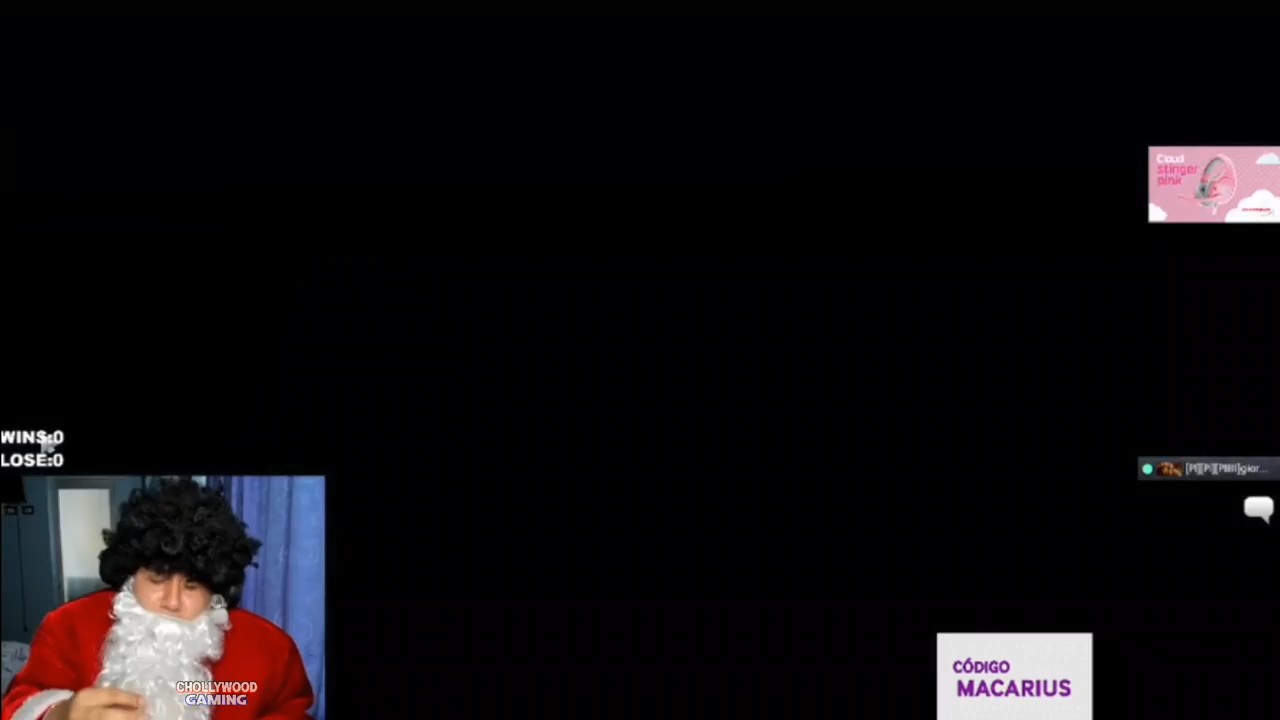 Cloud
stinger
pink
WINS:0
LOSE:0
CHOLLYWOOD
GAMING
CÓDIGO
MACARIUS